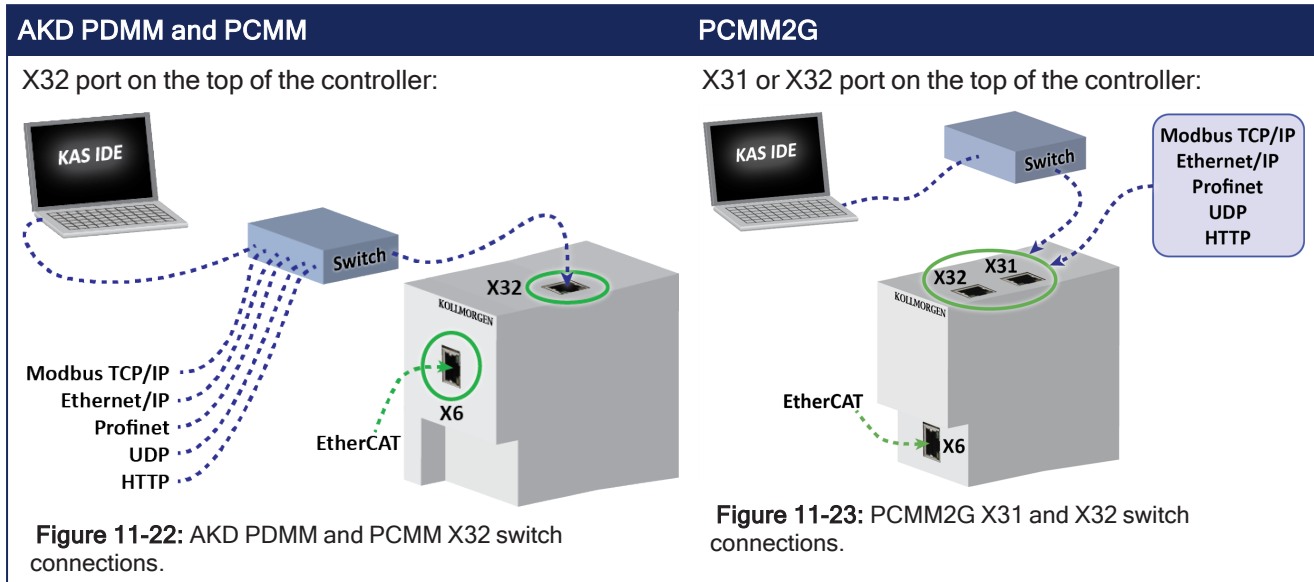 AKD PDMM and PCMM
X32 port on the top of the controller:
KAS IDE
Switch
X32
KOLLMORGEN
X6
Modbus TCP/IP
Ethernet/IP
Profinet
UDP
HTTP
EtherCAT
Figure 11-22: AKD PDMM and PCMM X32 switch
connections.
PCMM2G
X31 or X32 port on the top of the controller:
KAS IDE
Switch
Modbus TCP/IP
Ethernet/IP
Profinet
UDP
HTTP
X32
X31
KOLLMORGEN
EtherCAT
X6
Figure 11-23: PCMM2G X31 and X32 switch
connections.